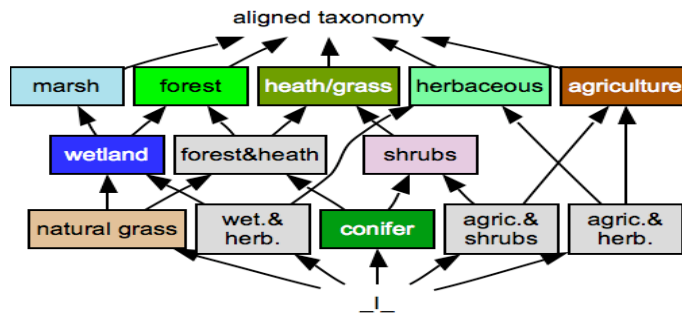 aligned taxonomy
marsh
forest
heath/grass
herbaceous
agriculture
wetland
forest&heath
shrubs
natural grass
wet.&
herb.
conifer
agric.&
shrubs
agric.&
herb.
_|_